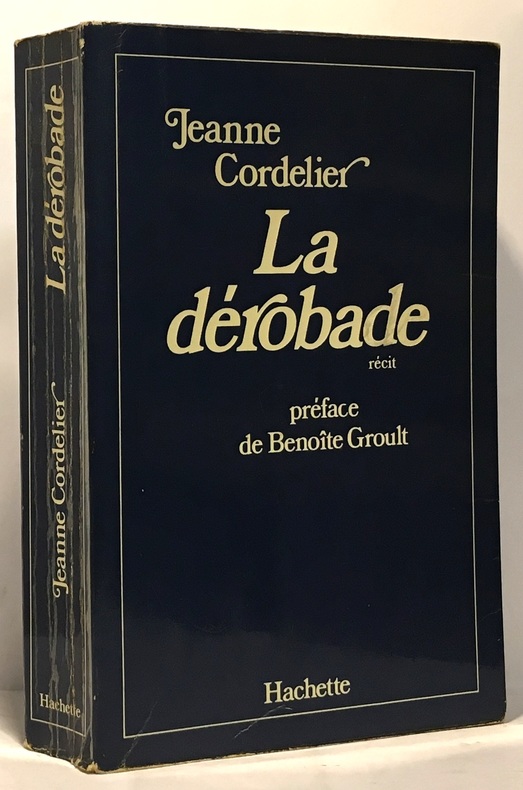 Jeanne
Cordelier
La
dérobade
récit
préface
de Benoîte Groult
Hachette
La dérobade
Jeanne Cordelier
Hachette